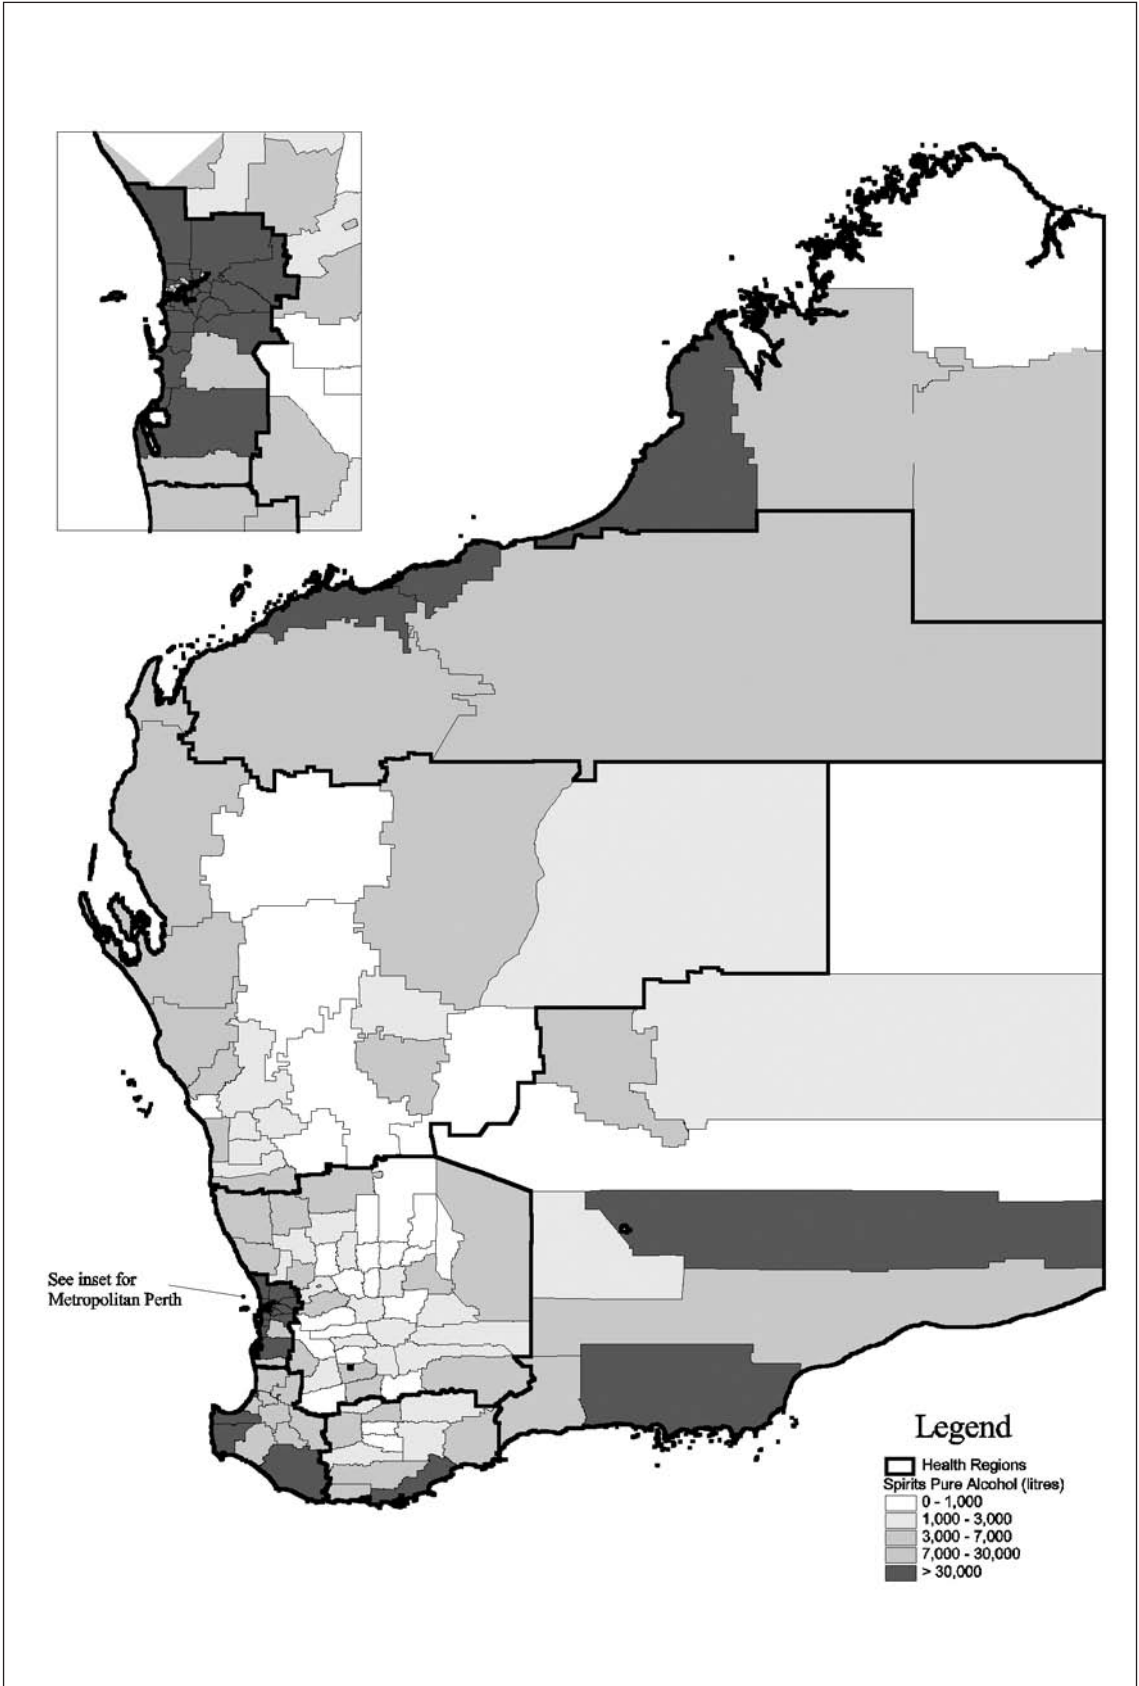 See inset for
Metropolitan Perth
Legend
Health Regions
Spirits Pure Alcohol (litres)
0 - 1,000
1,000 - 3,000
3,000 - 7,000
7,000 - 30,000
> 30,000